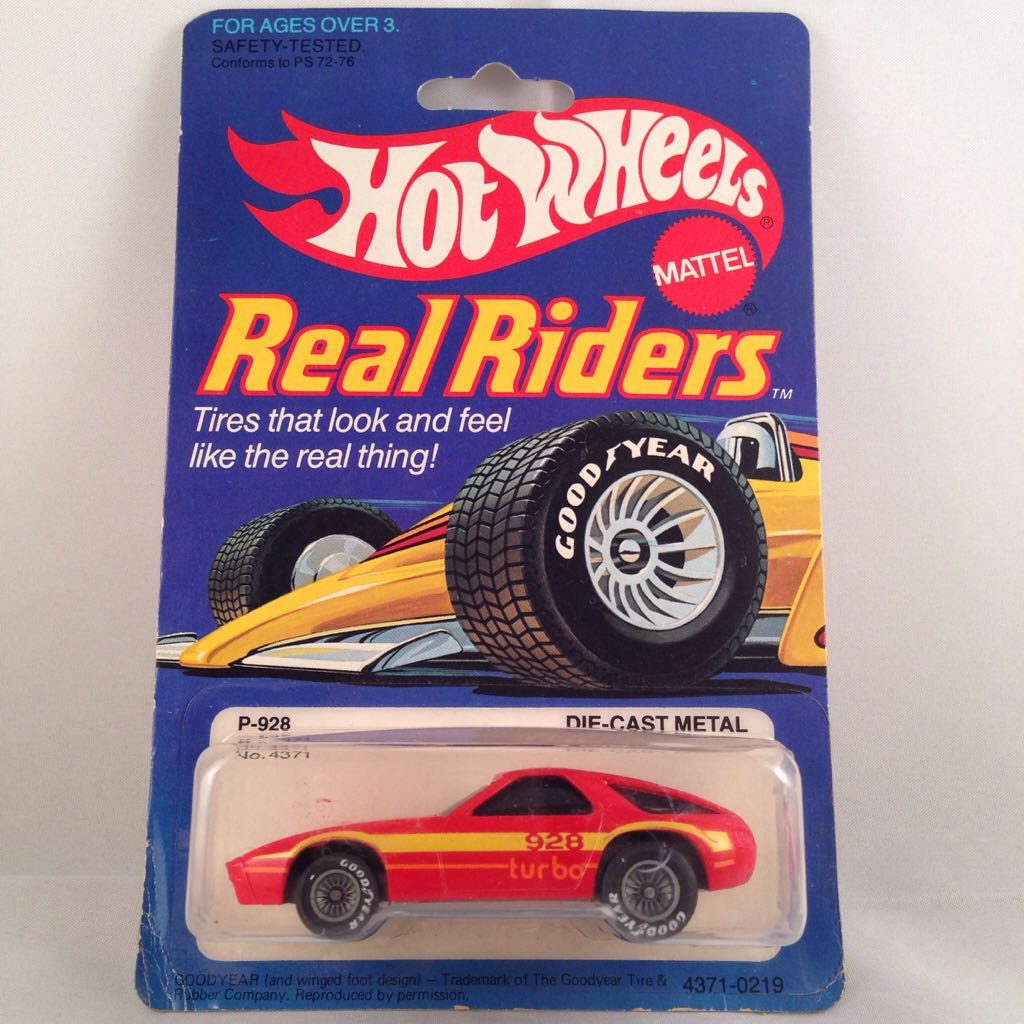 FOR AGES OVER 3.
SAFETY-TESTED.
Conforms to PS 72-76
Hot Wheels®
MATTEL®
Real Riders™
Tires that look and feel
like the real thing!
GOODYEAR
P-928
DIE-CAST METAL
No. 4371
928
turbo
GOODYEAR
GOODYEAR
GOODYEAR (and winged foot design) – Trademark of The Goodyear Tire &
Rubber Company. Reproduced by permission.
4371-0219